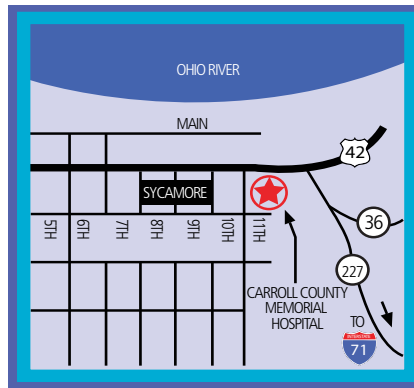 OHIO RIVER
MAIN
42
SYCAMORE
5TH
6TH
7TH
8TH
9TH
10TH
11TH
36
227
CARROLL COUNTY
MEMORIAL
HOSPITAL
TO
INTERSTATE
71